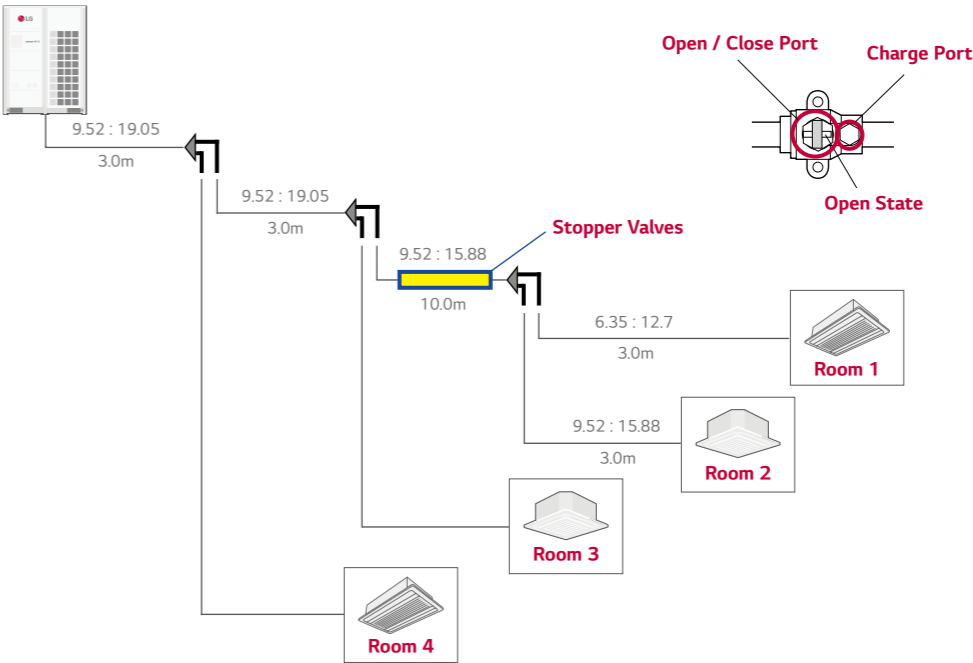 LG
9.52 : 19.05
3.0m
Open / Close Port
Charge Port
Open State
9.52 : 19.05
3.0m
Stopper Valves
9.52 : 15.88
10.0m
6.35 : 12.7
3.0m
Room 1
9.52 : 15.88
3.0m
Room 2
Room 3
Room 4